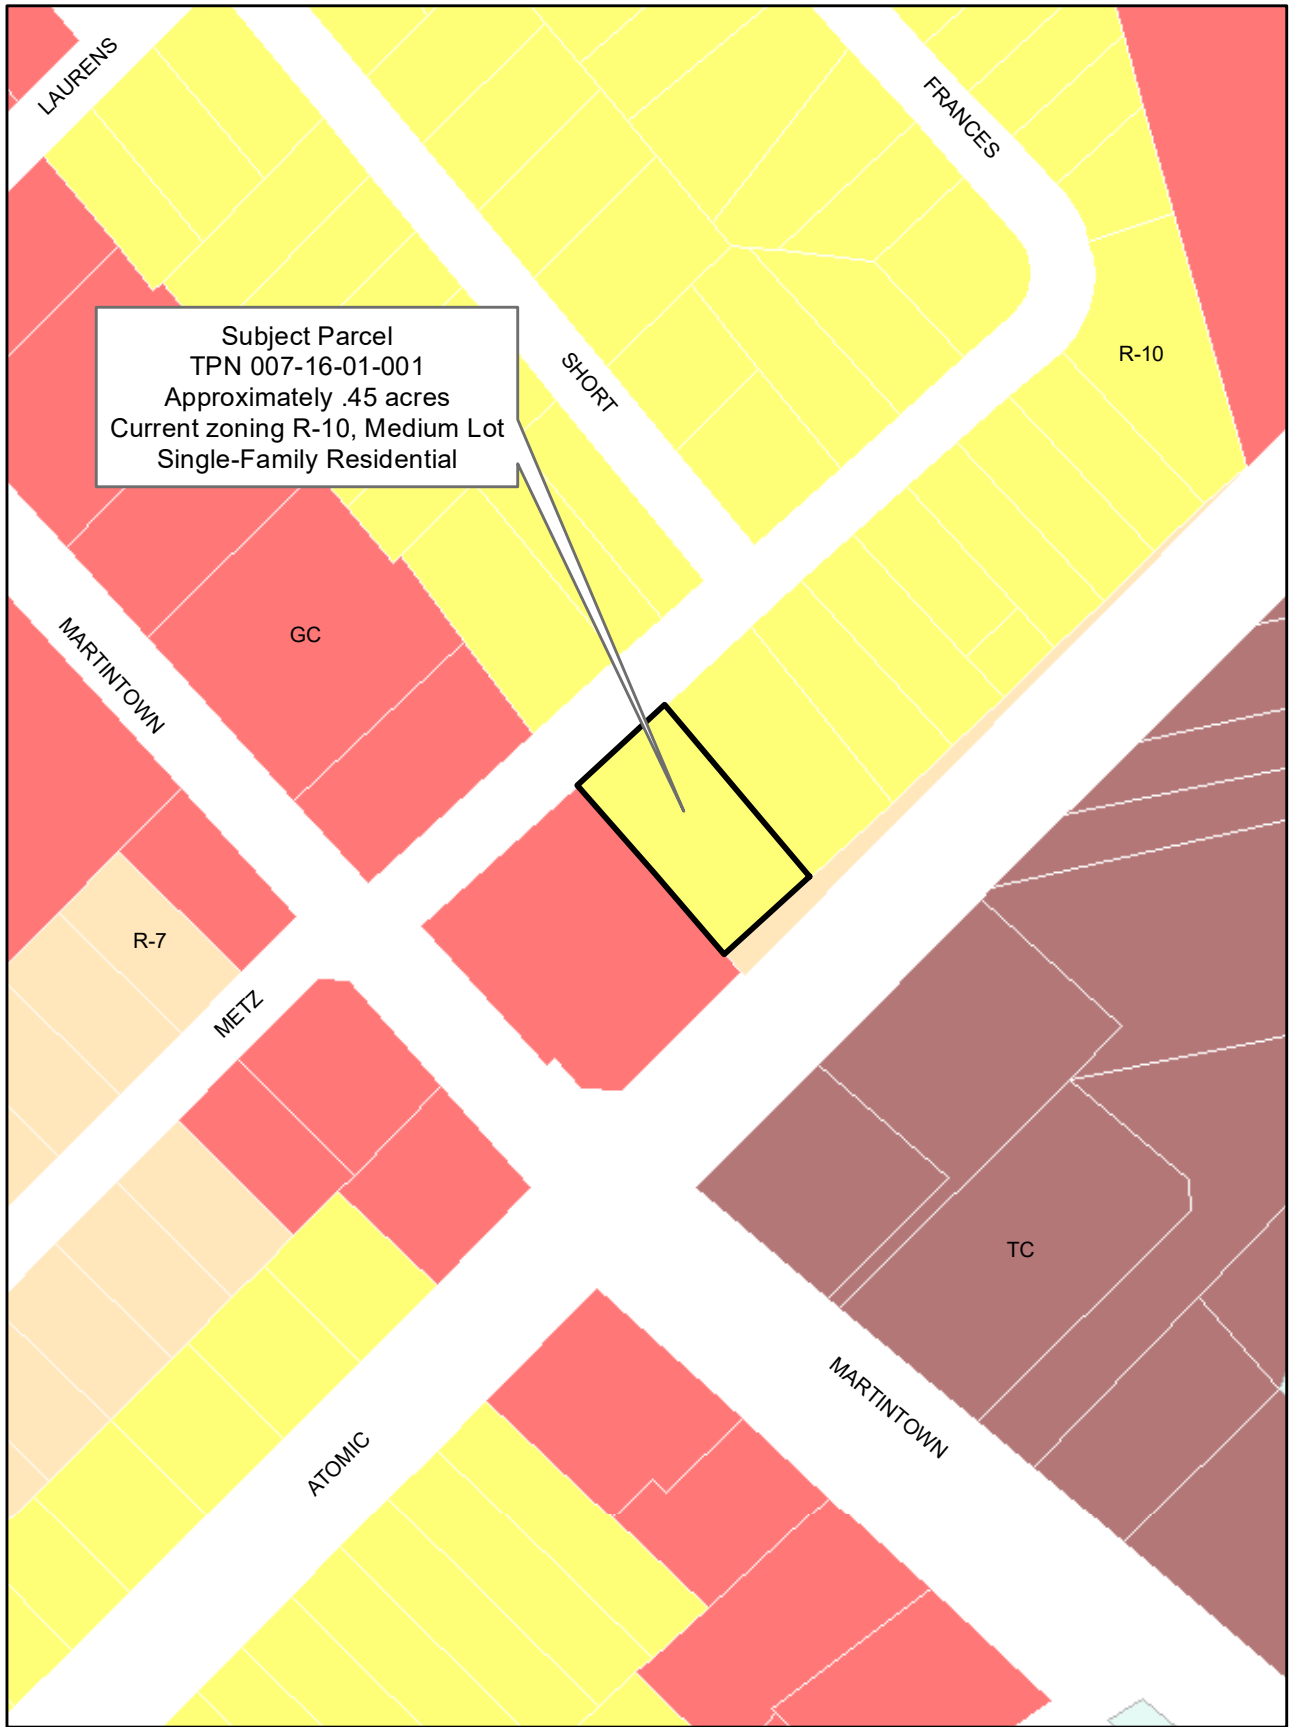 LAURENS
FRANCES
Subject Parcel
TPN 007-16-01-001
Approximately .45 acres
Current zoning R-10, Medium Lot
Single-Family Residential
SHORT
R-10
GC
MARTINTOWN
R-7
METZ
TC
MARTINTOWN
ATOMIC